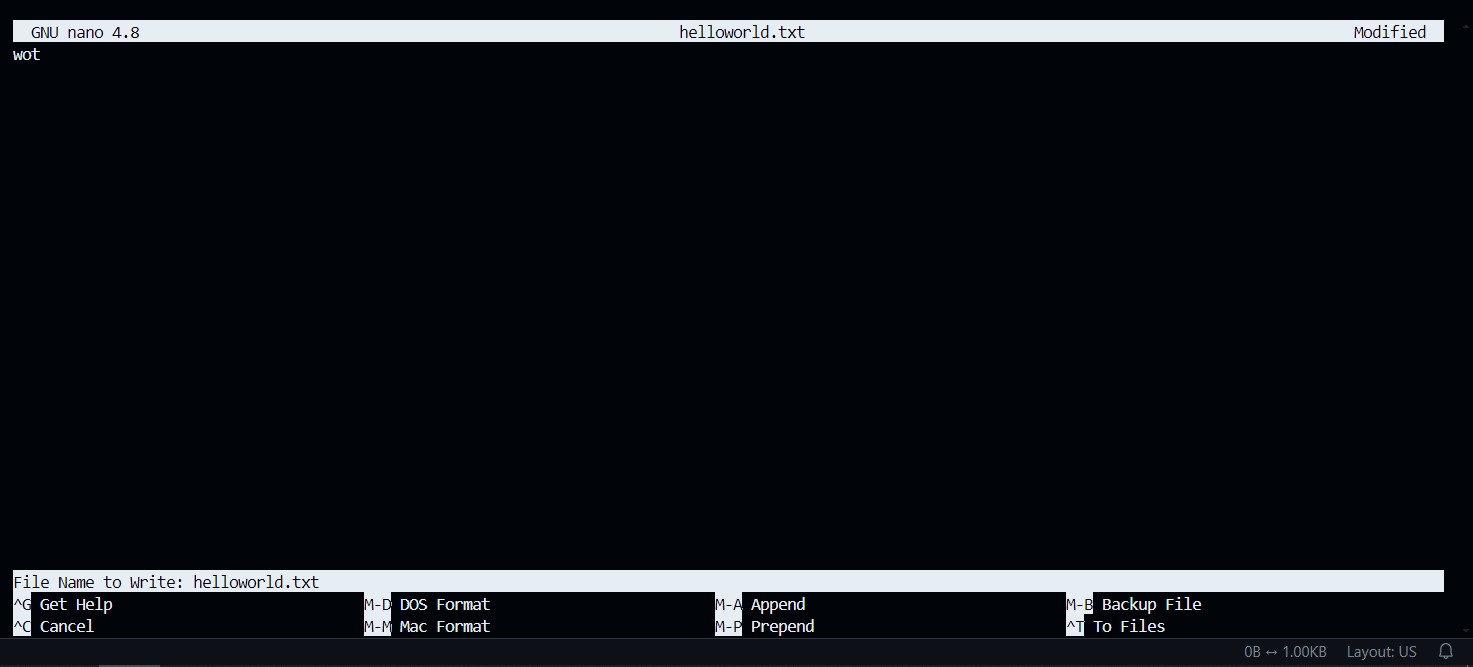 GNU nano 4.8 helloworld.txt Modified
wot
File Name to Write: helloworld.txt
^G Get Help M-D DOS Format M-A Append M-B Backup File
^C Cancel M-M Mac Format M-P Prepend ^T To Files
0B ↔ 1.00KB Layout: US